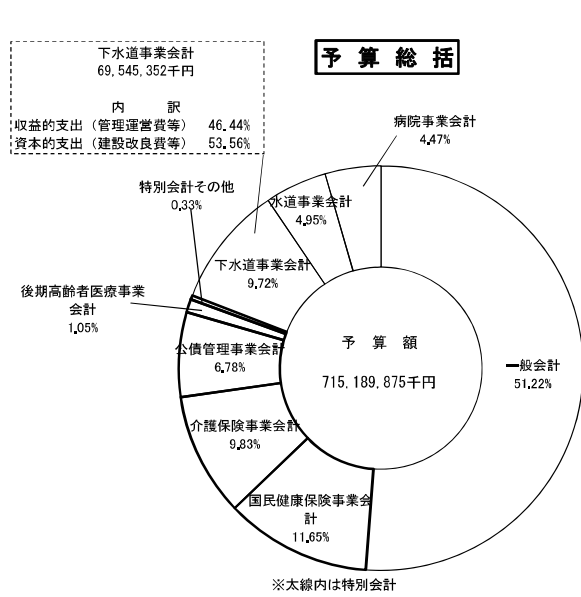 予算総括
下水道事業会計
69,545,352千円
内 訳
収益的支出（管理運営費等） 46.44%
資本的支出（建設改良費等） 53.56%
病院事業会計
4.47%
水道事業会計
4.95%
特別会計その他
0.33%
下水道事業会計
9.72%
後期高齢者医療事業
会計
1.05%
公債管理事業会計
6.78%
介護保険事業会計
9.83%
国民健康保険事業会
計
11.65%
一般会計
51.22%
予 算 額
715,189,875千円
※太線内は特別会計